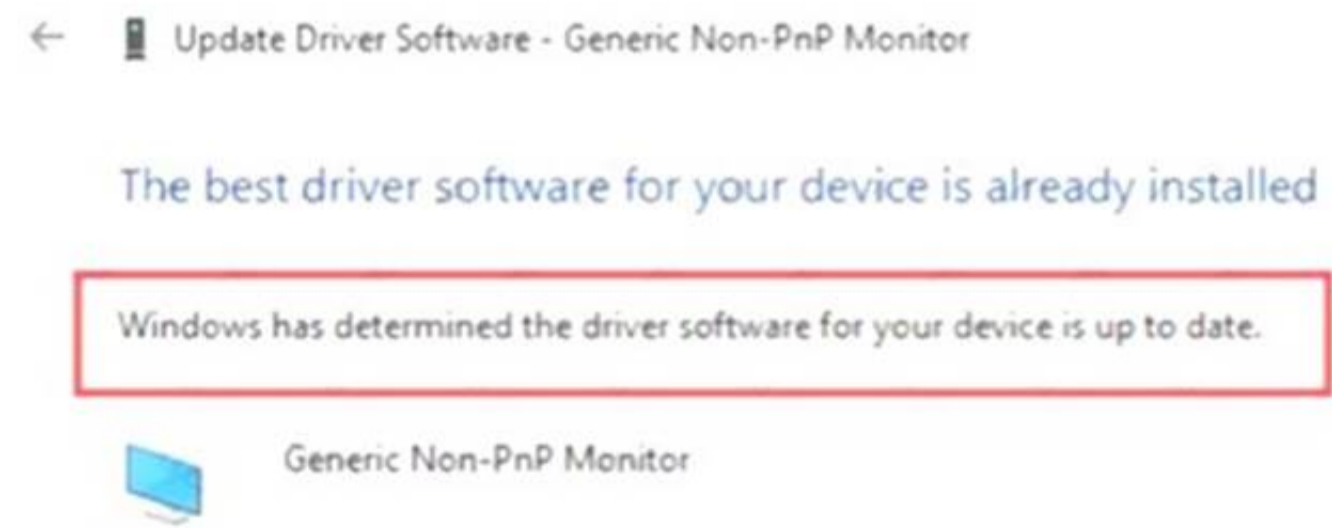 Update Driver Software - Generic Non-PnP Monitor
The best driver software for your device is already installed
Windows has determined the driver software for your device is up to date.
Generic Non-PnP Monitor